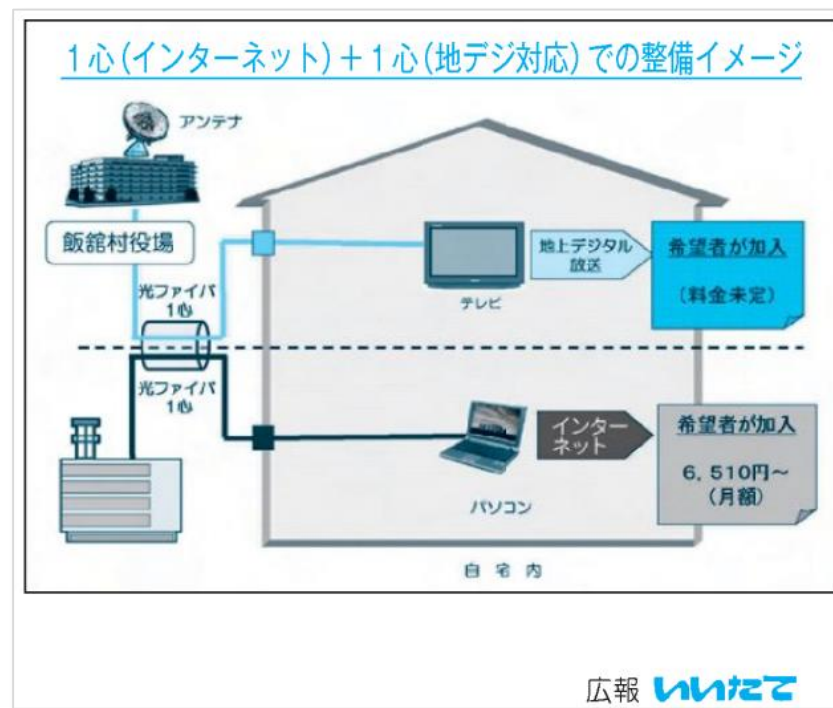 1心(インターネット)+1心(地デジ対応)での整備イメージ
アンテナ
飯舘村役場
光ファイバ
1心
テレビ
地上デジタル
放送
希望者が加入
(料金未定)
光ファイバ
1心
パソコン
インター
ネット
希望者が加入
6,510円~
(月額)
自宅内
広報 いいたて